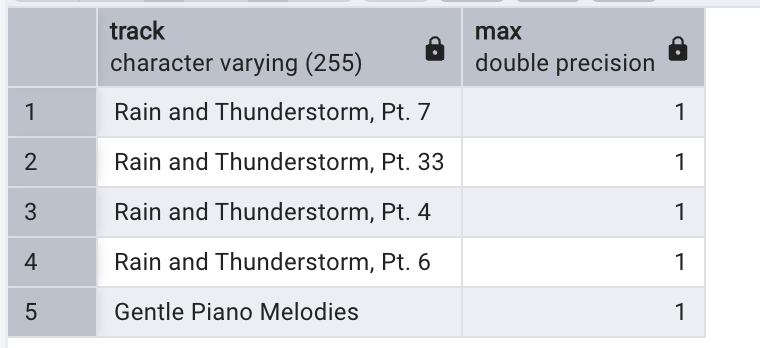 track max
character varying (255) double precision
1 Rain and Thunderstorm, Pt. 7 1
2 Rain and Thunderstorm, Pt. 33 1
3 Rain and Thunderstorm, Pt. 4 1
4 Rain and Thunderstorm, Pt. 6 1
5 Gentle Piano Melodies 1